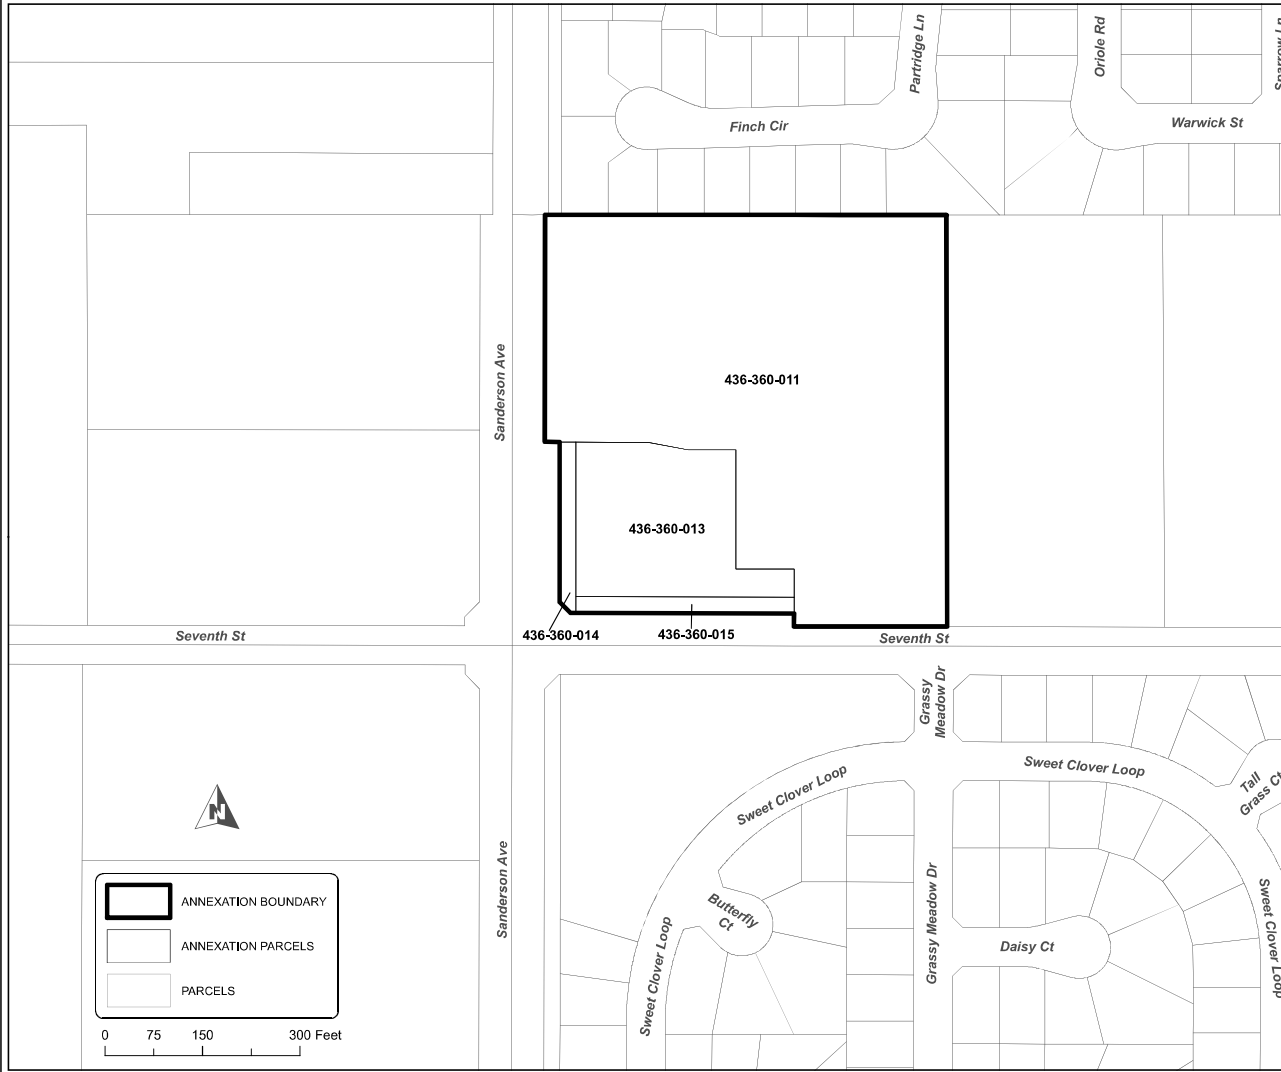 Partridge Ln
Oriole Rd
Sparrow Ln
Finch Cir
Warwick St
Sanderson Ave
436-360-011
436-360-013
436-360-014
436-360-015
Seventh St
Seventh St
Grassy
Meadow Dr
Sweet Clover Loop
Sweet Clover Loop
Tall
Grass Ct
N
Sanderson Ave
Butterfly
Ct
Grassy Meadow Dr
Daisy Ct
Sweet Clover Loop
Sweet Clover Loop
ANNEXATION BOUNDARY
ANNEXATION PARCELS
PARCELS
0 75 150 300 Feet